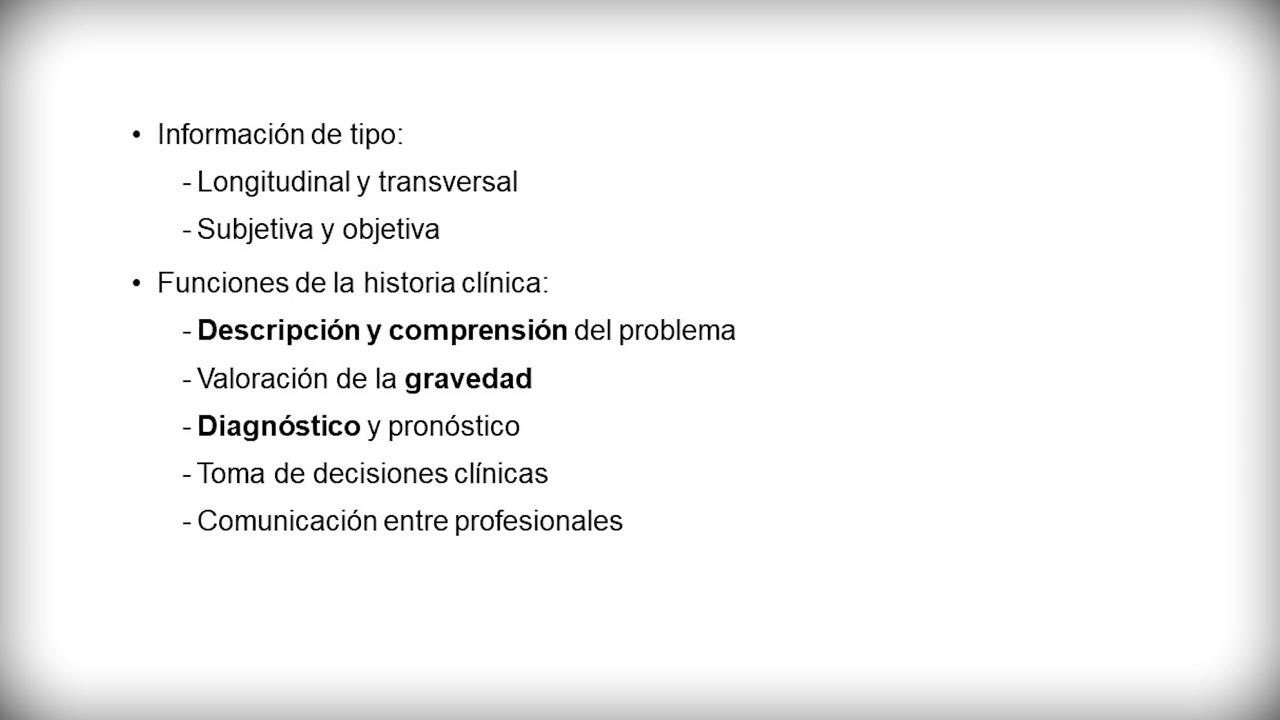 • Información de tipo:
- Longitudinal y transversal
- Subjetiva y objetiva
• Funciones de la historia clínica:
- Descripción y comprensión del problema
- Valoración de la gravedad
- Diagnóstico y pronóstico
- Toma de decisiones clínicas
- Comunicación entre profesionales